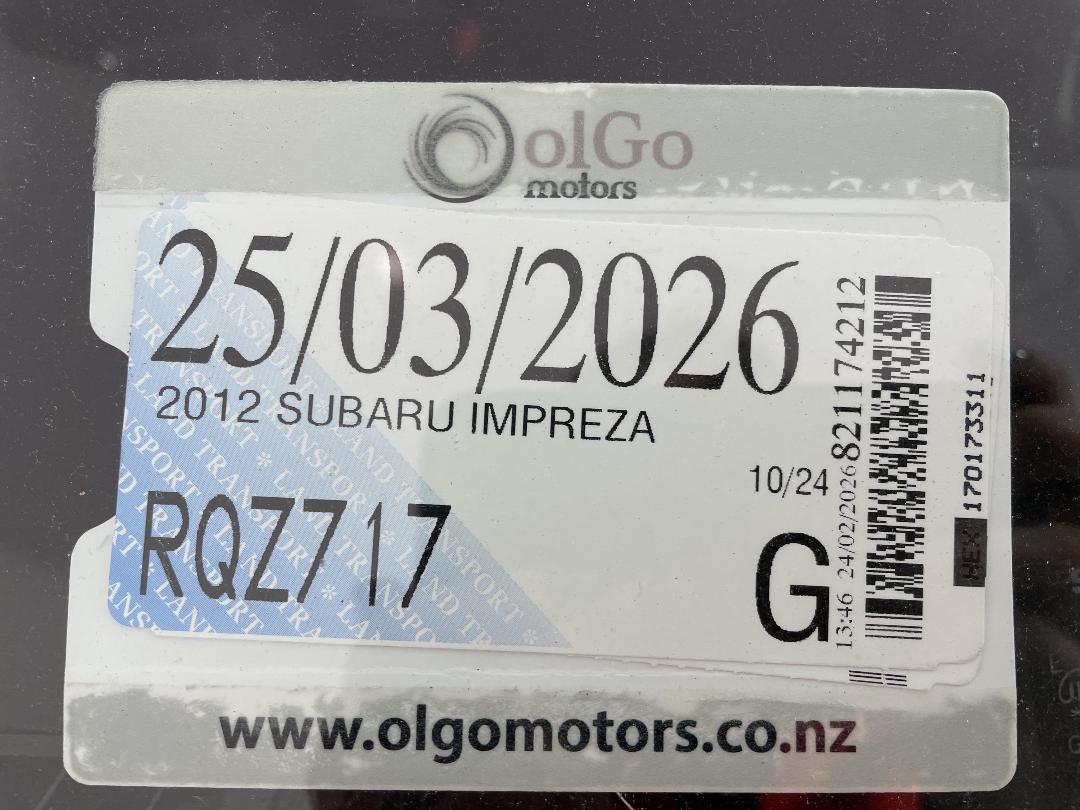 olGo
motors
25/03/2026
2012 SUBARU IMPREZA
10/24
RQZ717
G
13:46 24/02/2026 821174212
170173311
HEX
www.olgomotors.co.nz